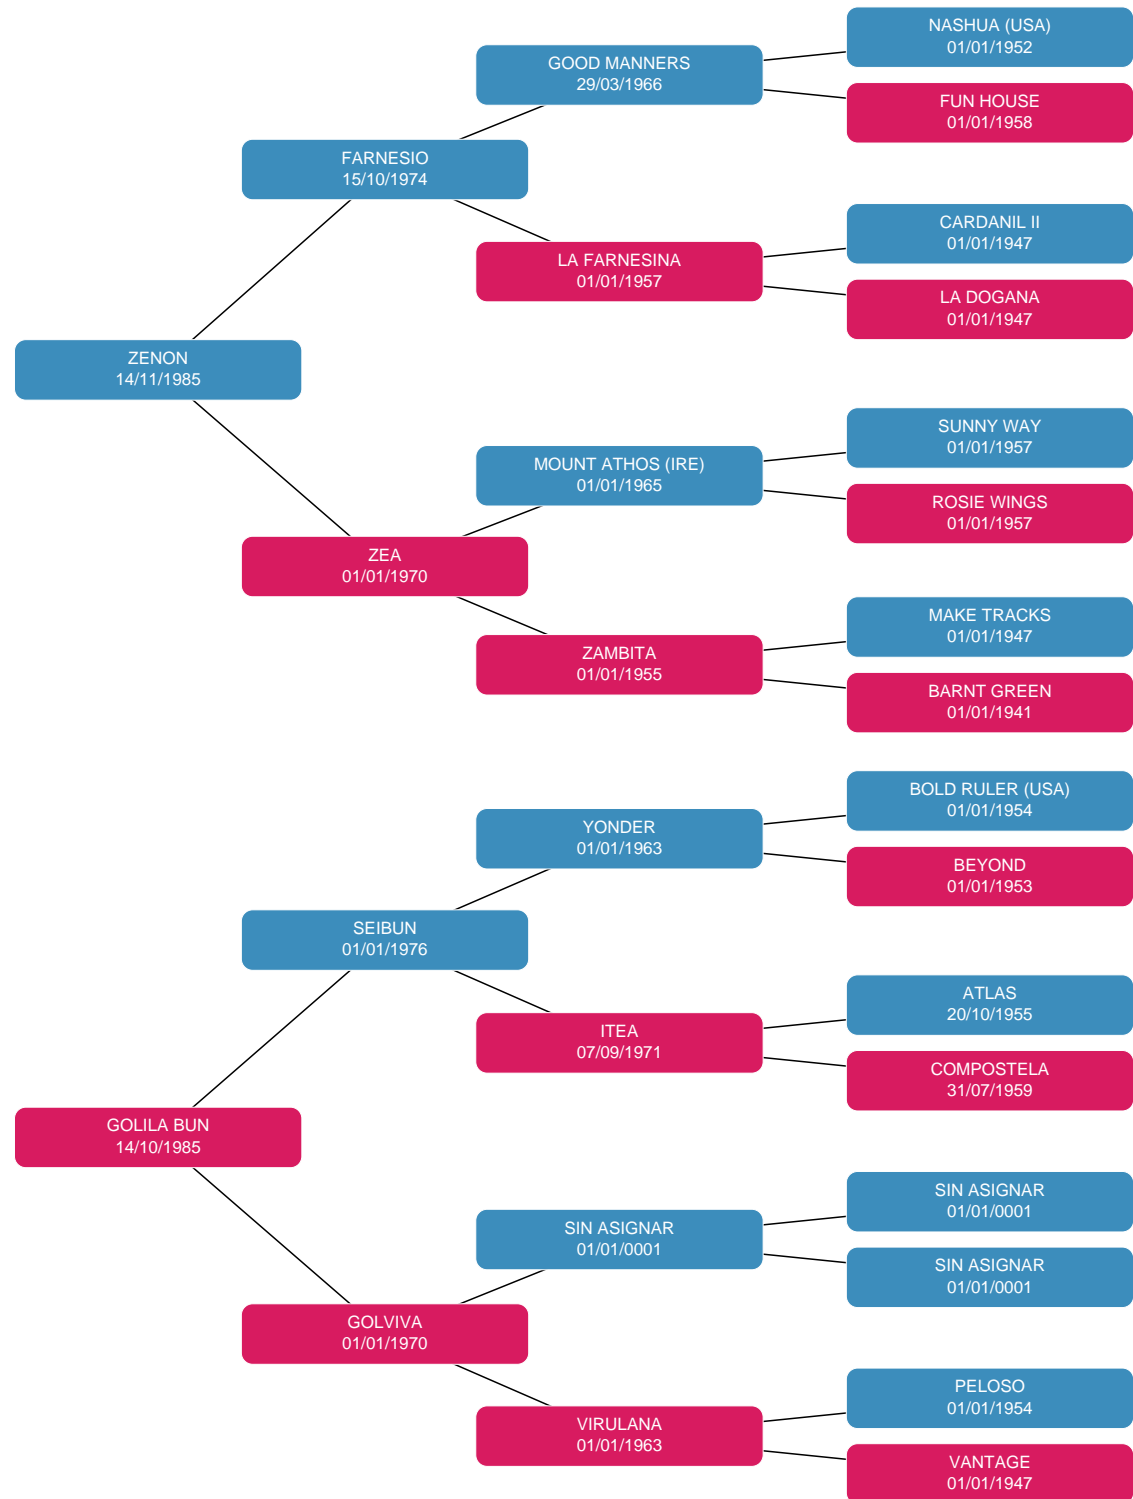 NASHUA (USA)
01/01/1952
GOOD MANNERS
29/03/1966
FUN HOUSE
01/01/1958
FARNESIO
15/10/1974
CARDANIL II
01/01/1947
LA FARNESINA
01/01/1957
LA DOGANA
01/01/1947
ZENON
14/11/1985
SUNNY WAY
01/01/1957
MOUNT ATHOS (IRE)
01/01/1965
ROSIE WINGS
01/01/1957
ZEA
01/01/1970
MAKE TRACKS
01/01/1947
ZAMBITA
01/01/1955
BARNT GREEN
01/01/1941
BOLD RULER (USA)
01/01/1954
YONDER
01/01/1963
BEYOND
01/01/1953
SEIBUN
01/01/1976
ATLAS
20/10/1955
ITEA
07/09/1971
COMPOSTELA
31/07/1959
GOLILA BUN
14/10/1985
SIN ASIGNAR
01/01/0001
SIN ASIGNAR
01/01/0001
SIN ASIGNAR
01/01/0001
GOLVIVA
01/01/1970
PELOSO
01/01/1954
VIRULANA
01/01/1963
VANTAGE
01/01/1947